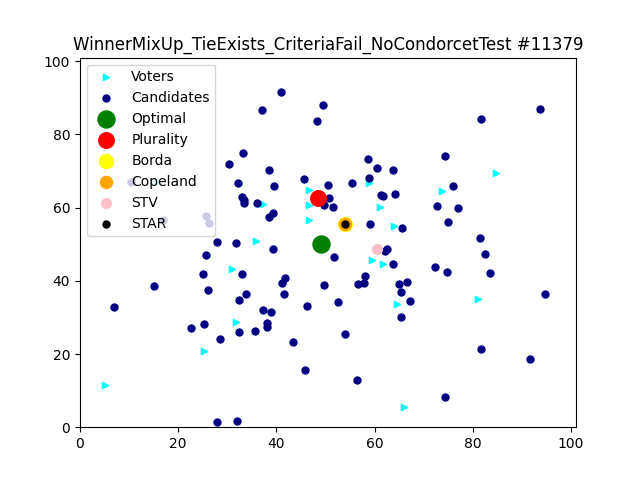 WinnerMixUp_TieExists_CriteriaFail_NoCondorcetTest #11379
100
80
60
40
20
0
Voters
Candidates
Optimal
Plurality
Borda
Copeland
STV
STAR
0 20 40 60 80 100